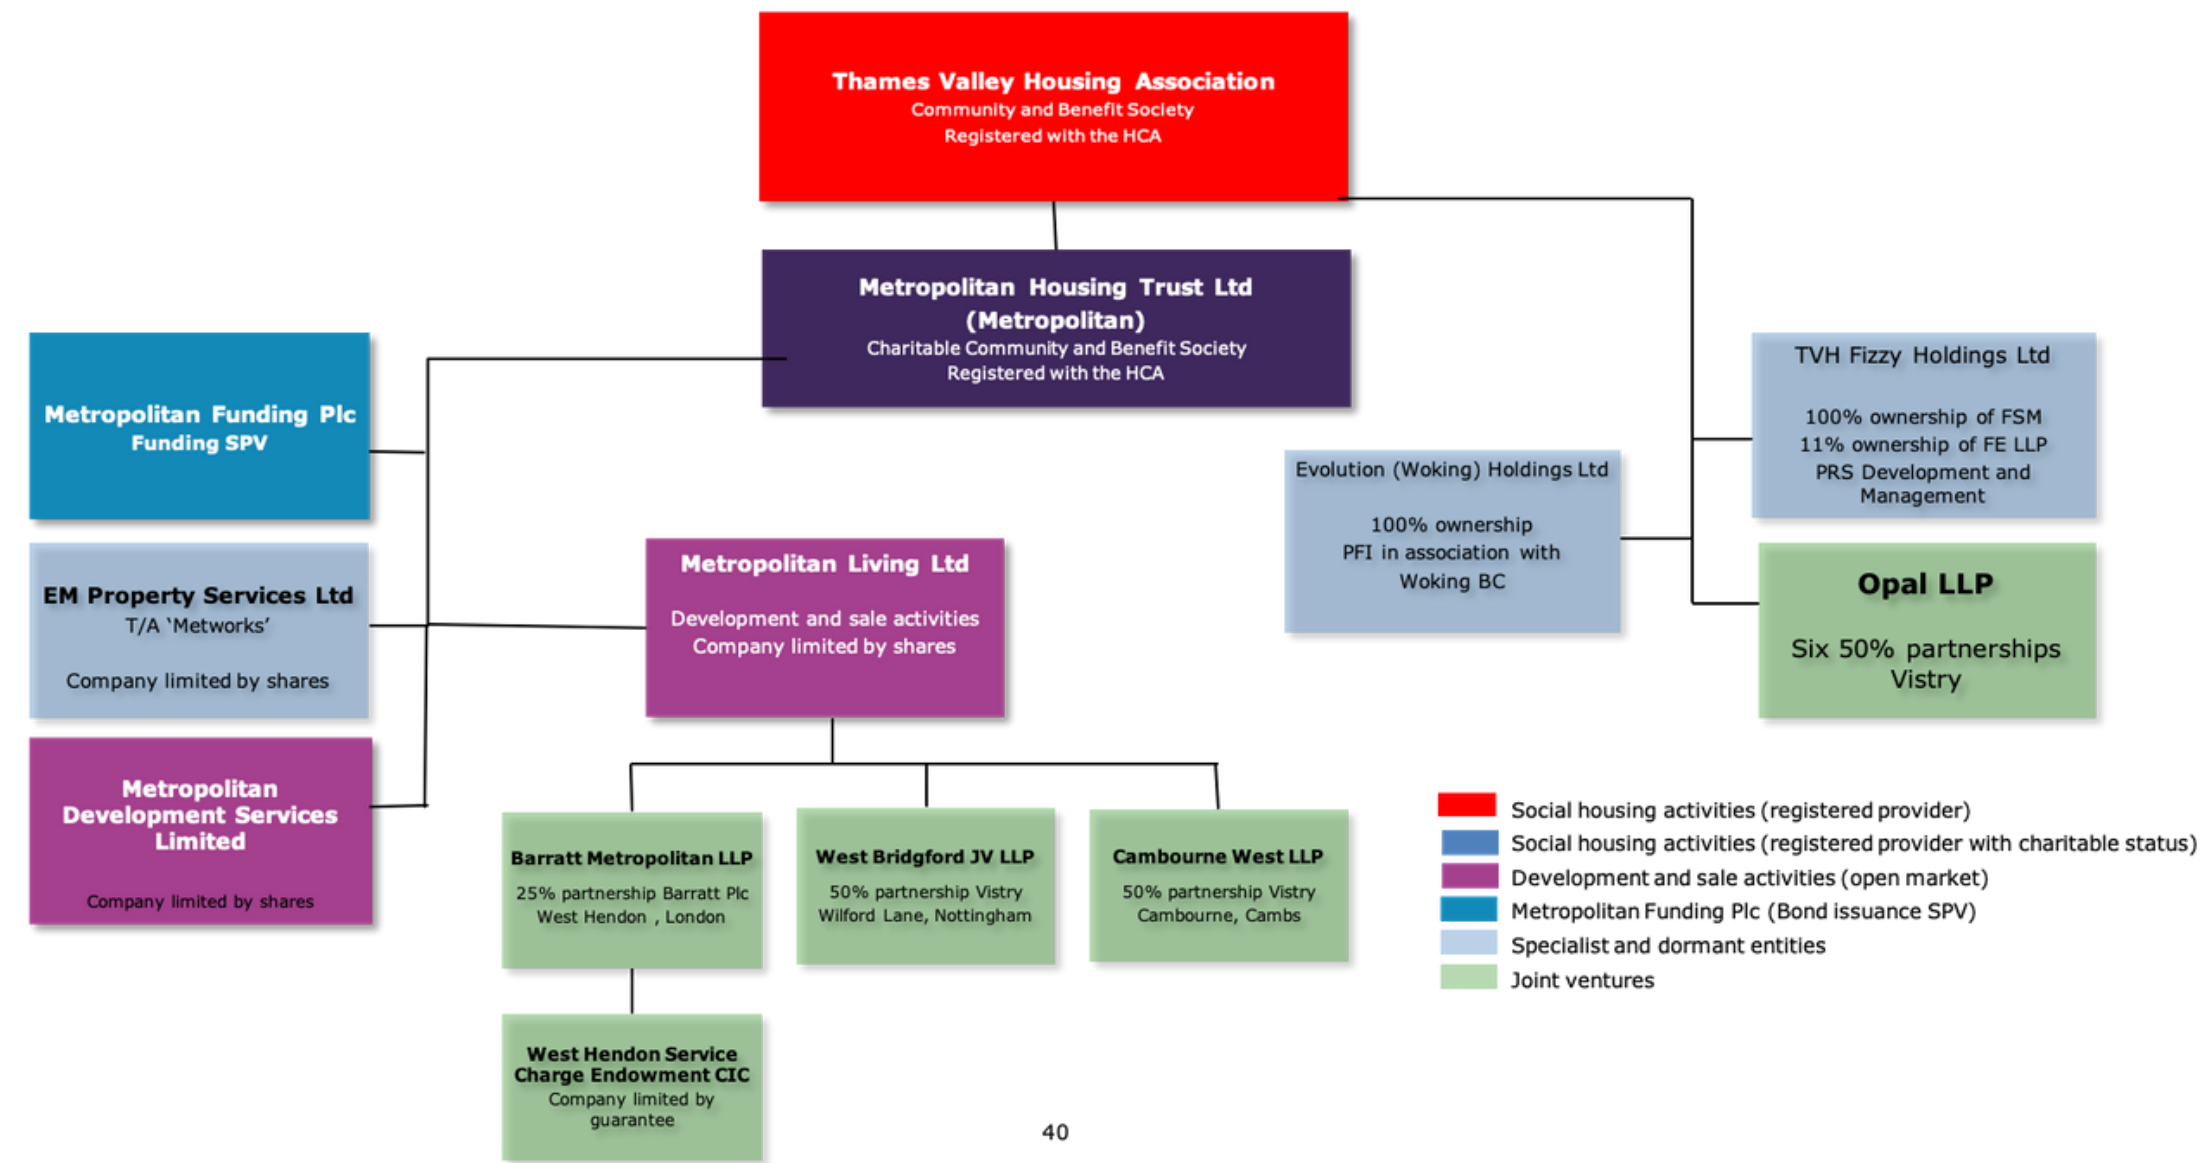 Thames Valley Housing Association
Community and Benefit Society
Registered with the HCA
Metropolitan Housing Trust Ltd
(Metropolitan)
Charitable Community and Benefit Society
Registered with the HCA
Metropolitan Funding Plc
Funding SPV
TVH Fizzy Holdings Ltd
100% ownership of FSM
11% ownership of FE LLP
PRS Development and
Management
Evolution (Woking) Holdings Ltd
100% ownership
PFI in association with
Woking BC
EM Property Services Ltd
T/A ‘Metworks’
Company limited by shares
Metropolitan Living Ltd
Development and sale activities
Company limited by shares
Opal LLP
Six 50% partnerships
Vistry
Metropolitan
Development Services
Limited
Company limited by shares
Barratt Metropolitan LLP
25% partnership Barratt Plc
West Hendon , London
West Bridgford JV LLP
50% partnership Vistry
Wilford Lane, Nottingham
Cambourne West LLP
50% partnership Vistry
Cambourne, Cambs
West Hendon Service
Charge Endowment CIC
Company limited by
guarantee
Social housing activities (registered provider)
Social housing activities (registered provider with charitable status)
Development and sale activities (open market)
Metropolitan Funding Plc (Bond issuance SPV)
Specialist and dormant entities
Joint ventures
40